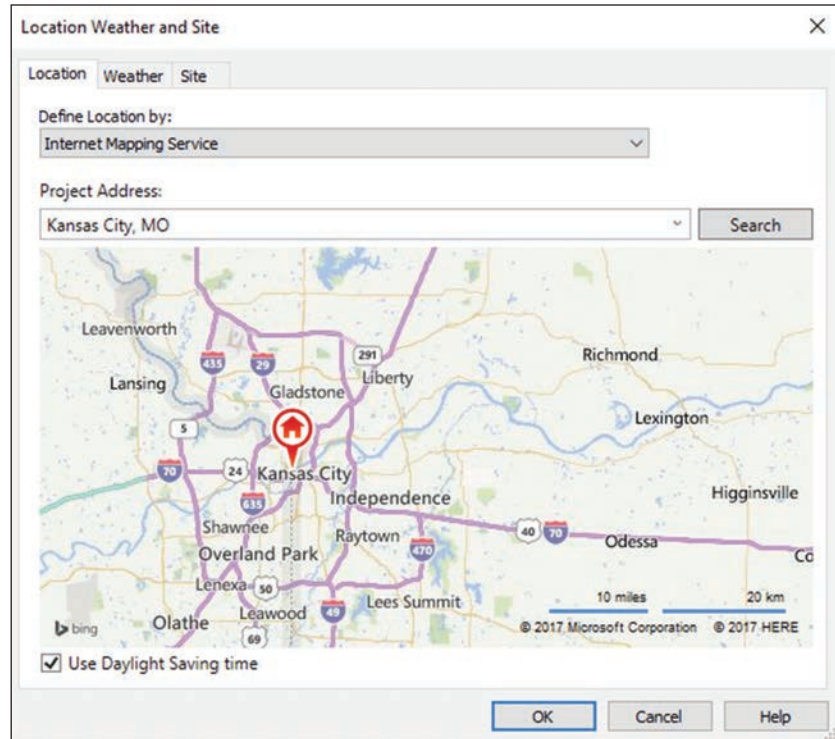 Location Weather and Site
Location Weather Site
Define Location by:
Internet Mapping Service
Project Address:
Kansas City, MO
Search
Leavenworth
435
29
291
Liberty
Richmond
Lansing
Gladstone
5
Lexington
70
24
Kansas City
635
Independence
Higginsville
Shawnee
Raytown
40
70
Odessa
Co
Overland Park
470
Lenexa
50
Lees Summit
10 miles
20 km
Olathe
Leawood
49
69
bing
© 2017 Microsoft Corporation © 2017 HERE
Use Daylight Saving time
OK
Cancel
Help